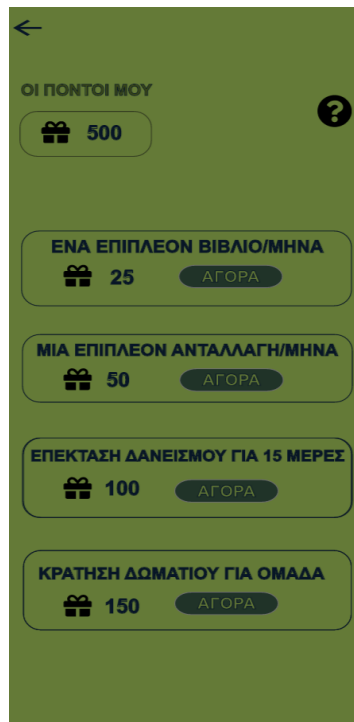 ΟΙ ΠΟΝΤΟΙ ΜΟΥ
500
?
ΕΝΑ ΕΠΙΠΛΕΟΝ ΒΙΒΛΙΟ/ΜΗΝΑ
25 ΑΓΟΡΑ
ΜΙΑ ΕΠΙΠΛΕΟΝ ΑΝΤΑΛΛΑΓΗ/ΜΗΝΑ
50 ΑΓΟΡΑ
ΕΠΕΚΤΑΣΗ ΔΑΝΕΙΣΜΟΥ ΓΙΑ 15 ΜΕΡΕΣ
100 ΑΓΟΡΑ
ΚΡΑΤΗΣΗ ΔΩΜΑΤΙΟΥ ΓΙΑ ΟΜΑΔΑ
150 ΑΓΟΡΑ